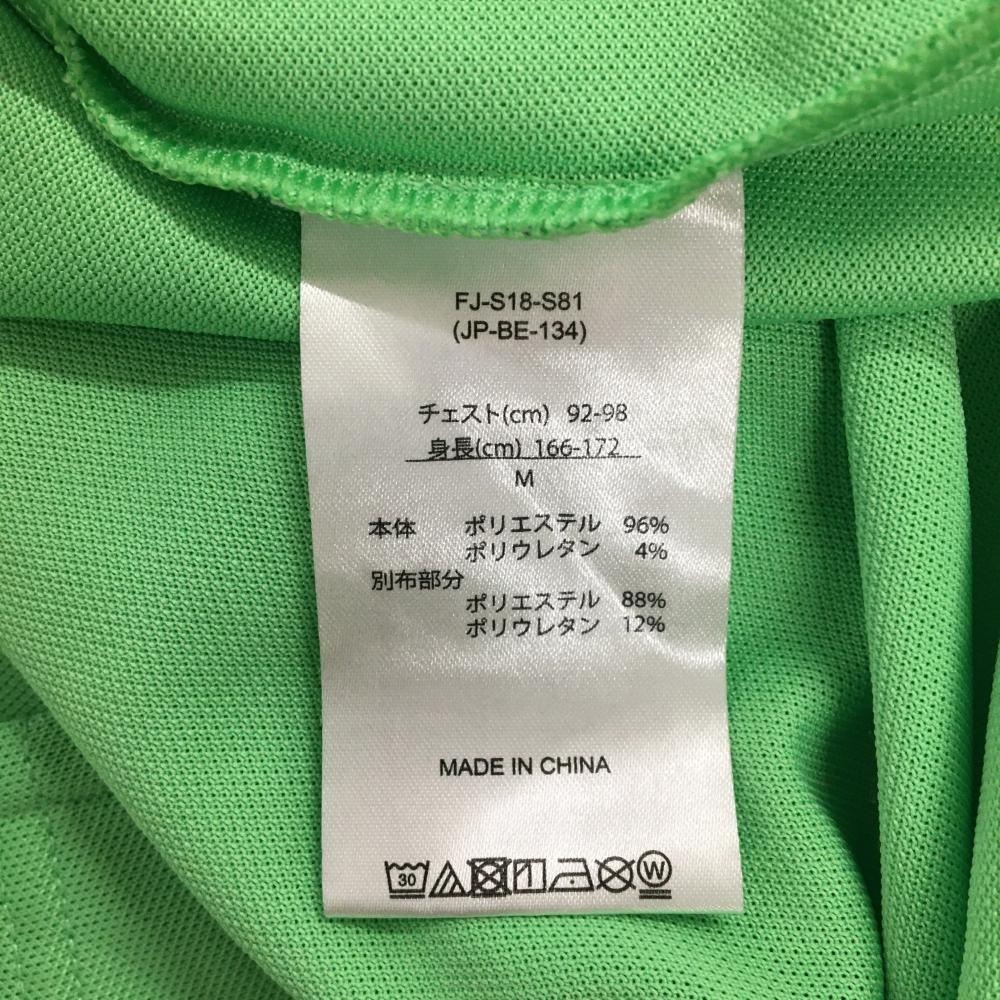 FJ-S18-S81
(JP-BE-134)
チェスト(cm) 92-98
身長(cm) 166-172
M
本体 ポリエステル 96%
ポリウレタン 4%
別布部分
ポリエステル 88%
ポリウレタン 12%
MADE IN CHINA
30 W